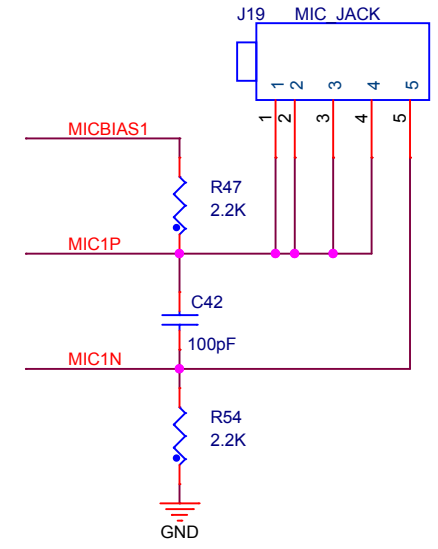 J19 MIC_JACK
1 2 3 4 5
1 2 3 4 5
MICBIAS1
R47
2.2K
MIC1P
C42
100pF
MIC1N
R54
2.2K
GND